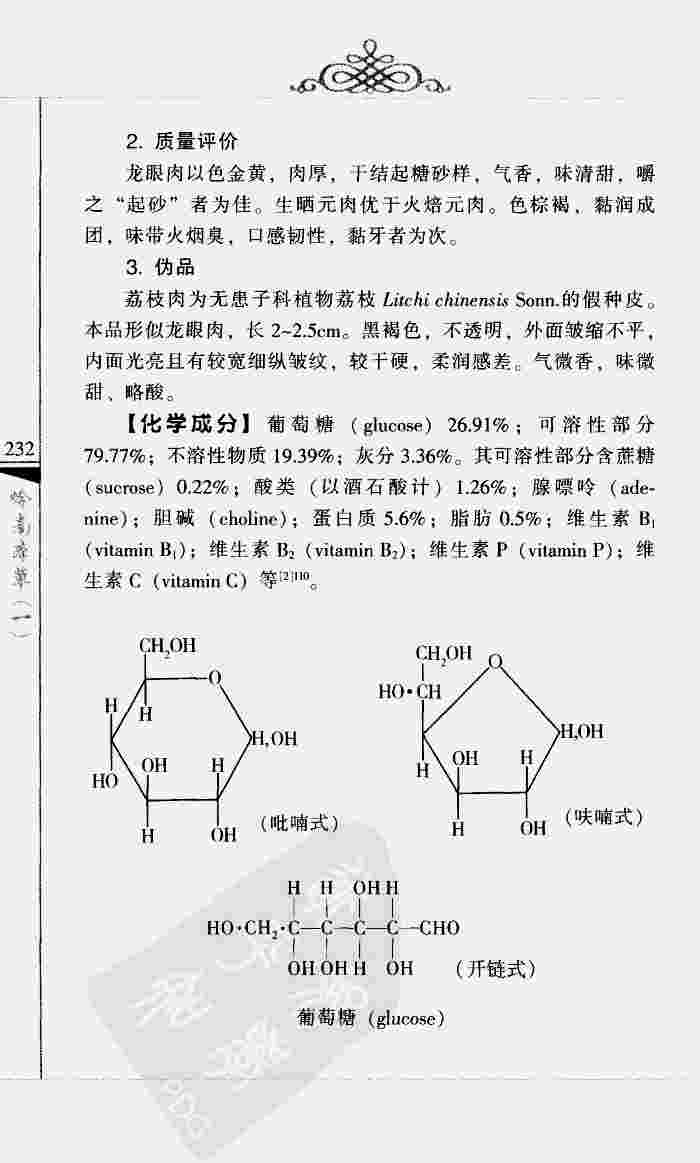 2. 质量评价
龙眼肉以色金黄，肉厚，干结起糖砂样，气香，味清甜，嚼
之“起砂”者为佳。生晒元肉优于火焙元肉。色棕褐，黏润成
团，味带火烟臭，口感韧性，黏牙者为次。
3. 伪品
荔枝肉为无患子科植物荔枝 Litchi chinensis Sonn.的假种皮。
本品形似龙眼肉，长 2~2.5cm。黑褐色，不透明，外面皱缩不平，
内面光亮且有较宽细纵皱纹，较干硬，柔润感差。气微香，味微
甜、略酸。
【化学成分】 葡萄糖 （glucose）26.91%；可溶性部分
79.77%；不溶性物质 19.39%；灰分 3.36%。其可溶性部分含蔗糖
（sucrose）0.22%；酸类（以酒石酸计）1.26%；腺嘌呤（ade-
nine）；胆碱（choline）；蛋白质 5.6%；脂肪 0.5%；维生素 B₁
（vitamin B₁）；维生素 B₂（vitamin B₂）；维生素 P（vitamin P）；维
生素 C（vitamin C）等[2]110。
232
岭南采草（一）
CH₂OH
O
H
H
H,OH
OH
H
HO
H
OH
（吡喃式）
CH₂OH
O
HO·CH
H,OH
OH
H
H
H
OH
（呋喃式）
H H OH H
HO·CH₂·C—C—C—C—CHO
OH OH H OH
（开链式）
葡萄糖（glucose）